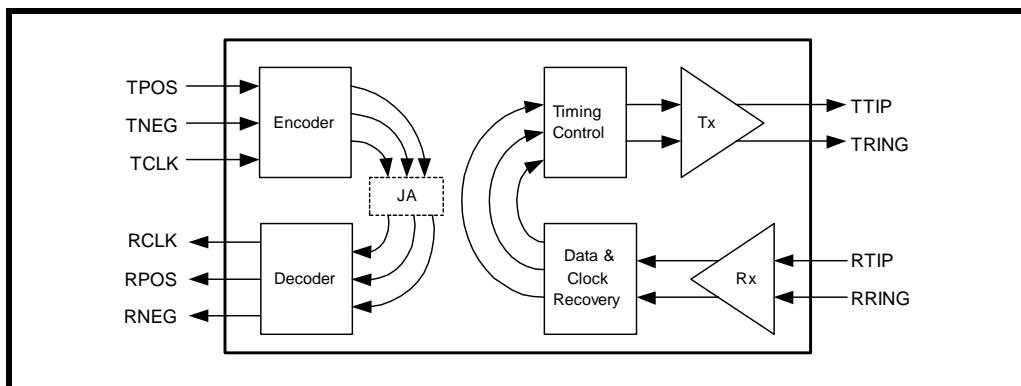 TPOS
TNEG
TCLK
Encoder
JA
RCLK
RPOS
RNEG
Decoder
Timing
Control
Tx
TTIP
TRING
Data &
Clock
Recovery
Rx
RTIP
RRING